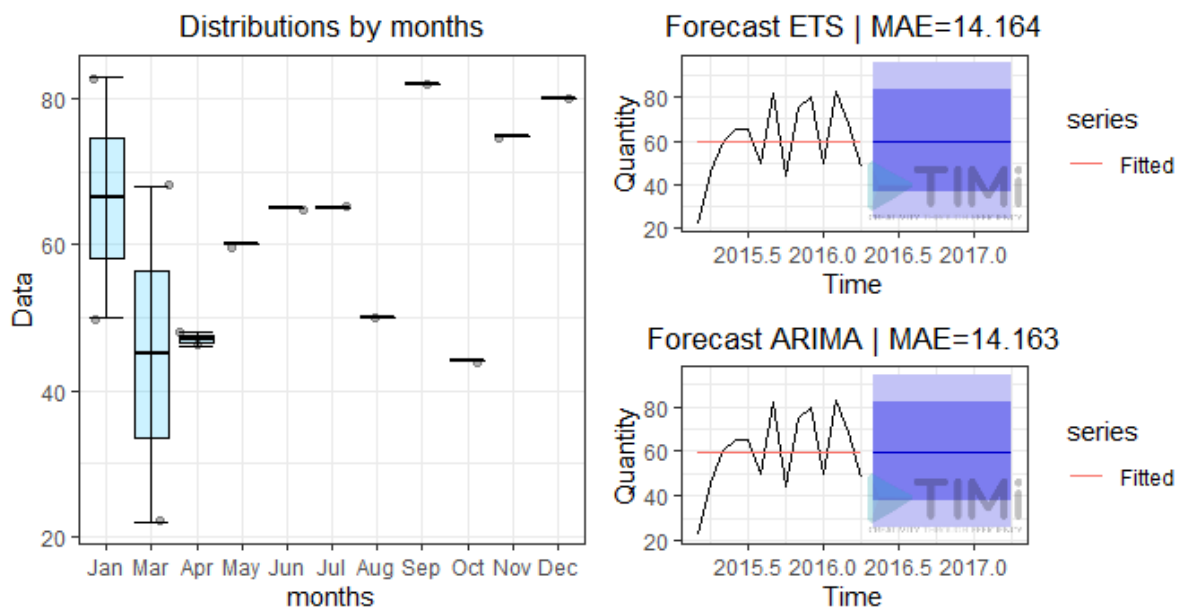 Distributions by months
Data
80
60
40
20
Jan Mar Apr May Jun Jul Aug Sep Oct Nov Dec
months
Forecast ETS | MAE=14.164
Quantity
80
60
40
20
2015.5 2016.0 2016.5 2017.0
Time
series
Fitted
TIMi
Forecast ARIMA | MAE=14.163
Quantity
80
60
40
20
2015.5 2016.0 2016.5 2017.0
Time
series
Fitted
TIMi